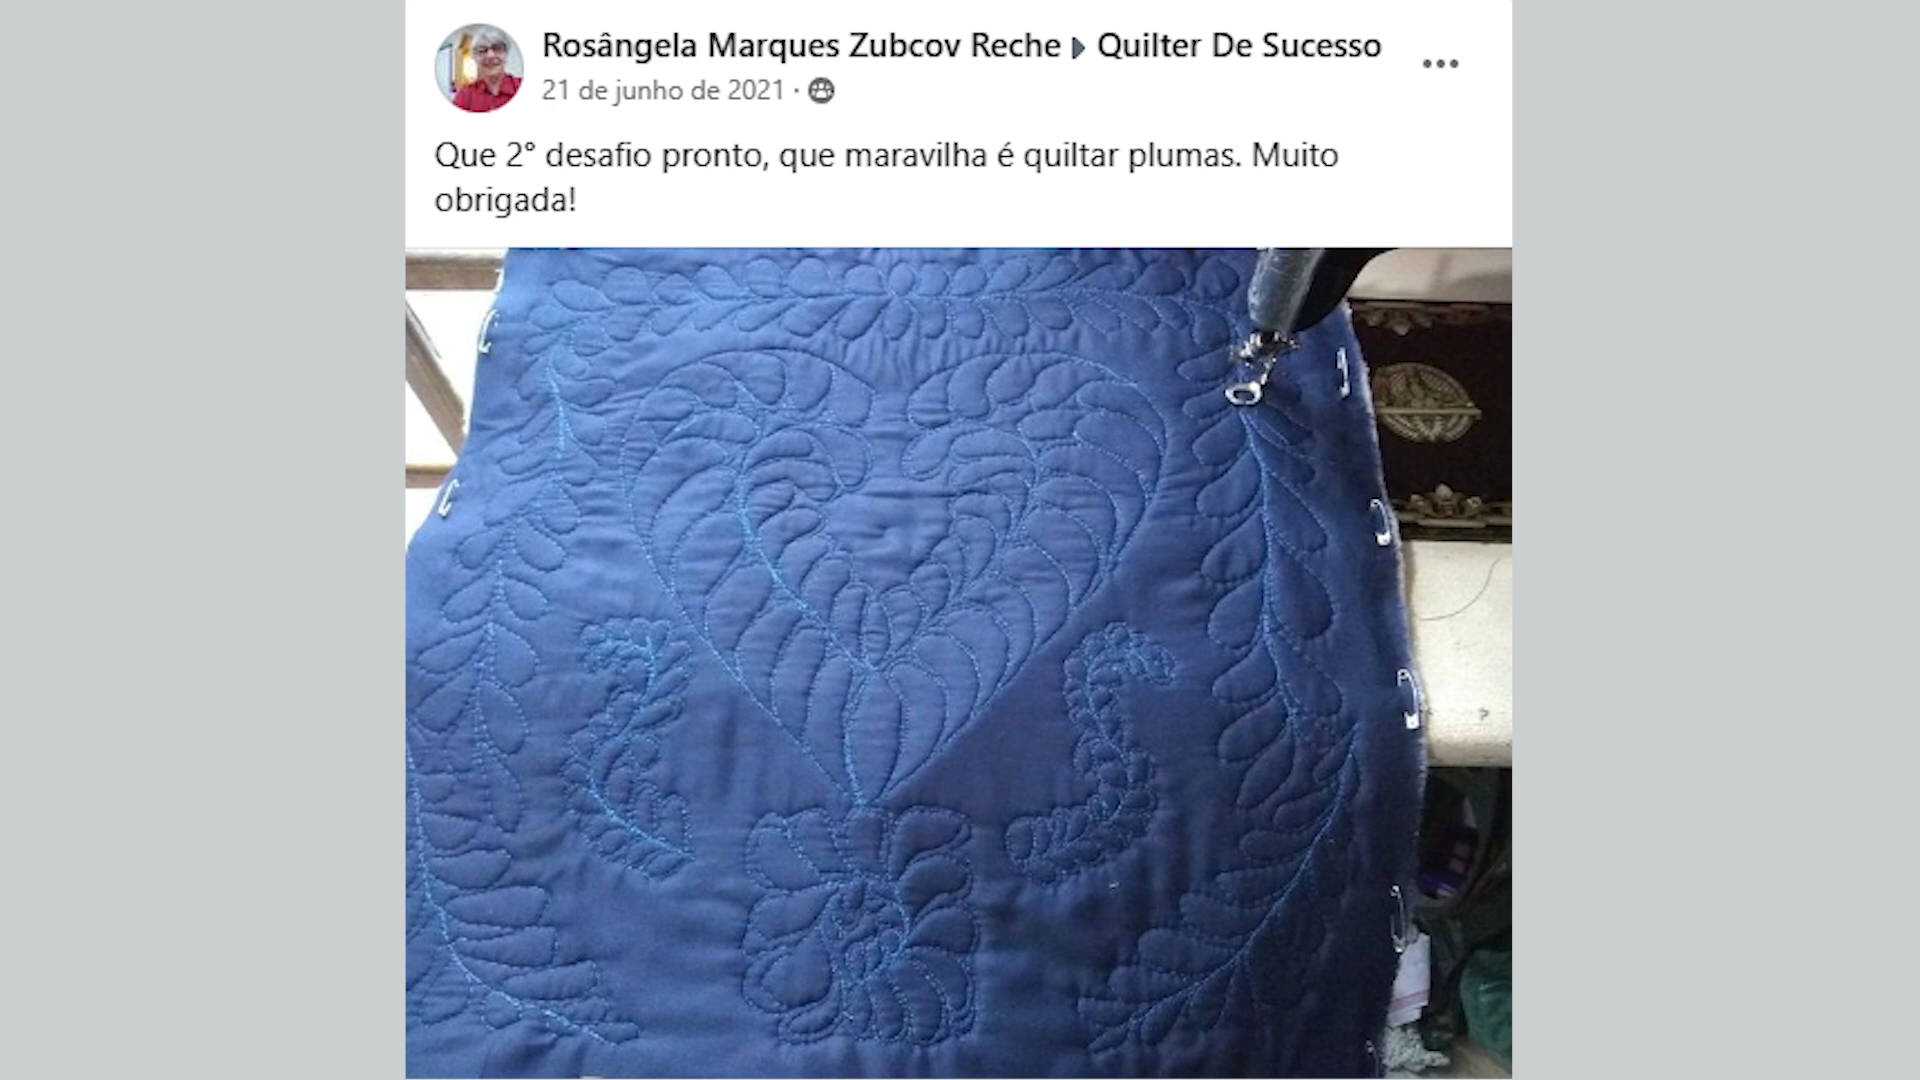 Rosângela Marques Zubcov Reche ▸ Quilter De Sucesso
21 de junho de 2021 ·
Que 2° desafio pronto, que maravilha é quiltar plumas. Muito
obrigada!